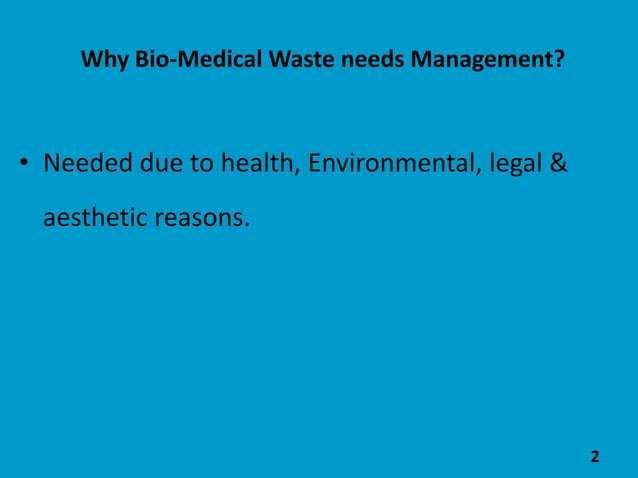 Why Bio-Medical Waste needs Management?
• Needed due to health, Environmental, legal &
aesthetic reasons.
2